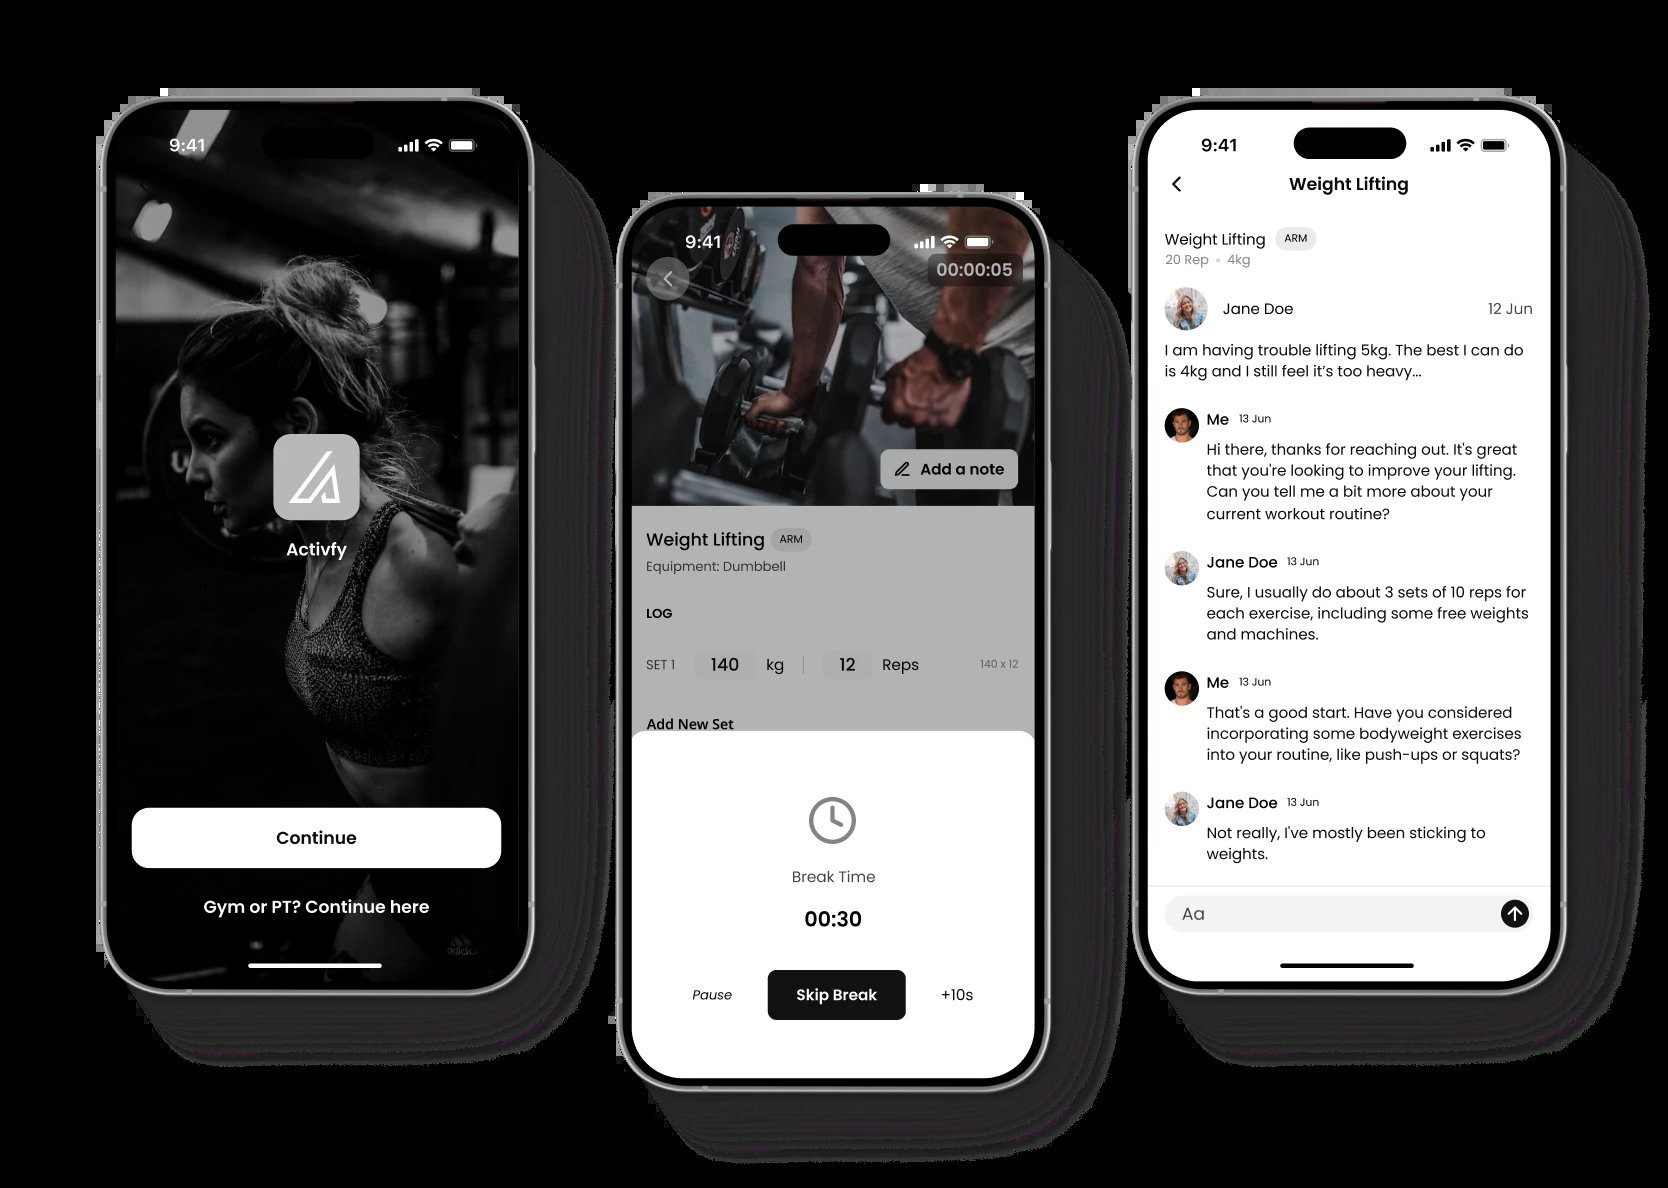 9:41
Activfy
Continue
Gym or PT? Continue here
9:41
00:00:05
Add a note
Weight Lifting ARM
Equipment: Dumbbell
LOG
SET 1 140 kg 12 Reps 140 x 12
Add New Set
Break Time
00:30
Pause Skip Break +10s
9:41
Weight Lifting
Weight Lifting ARM
20 Rep • 4kg
Jane Doe 12 Jun
I am having trouble lifting 5kg. The best I can do
is 4kg and I still feel it’s too heavy...
Me 13 Jun
Hi there, thanks for reaching out. It's great
that you're looking to improve your lifting.
Can you tell me a bit more about your
current workout routine?
Jane Doe 13 Jun
Sure, I usually do about 3 sets of 10 reps for
each exercise, including some free weights
and machines.
Me 13 Jun
That's a good start. Have you considered
incorporating some bodyweight exercises
into your routine, like push-ups or squats?
Jane Doe 13 Jun
Not really, I've mostly been sticking to
weights.
Aa